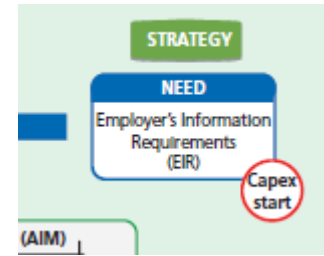 STRATEGY
NEED
Employer's Information
Requirements
(EIR)
Capex
start
(AIM)